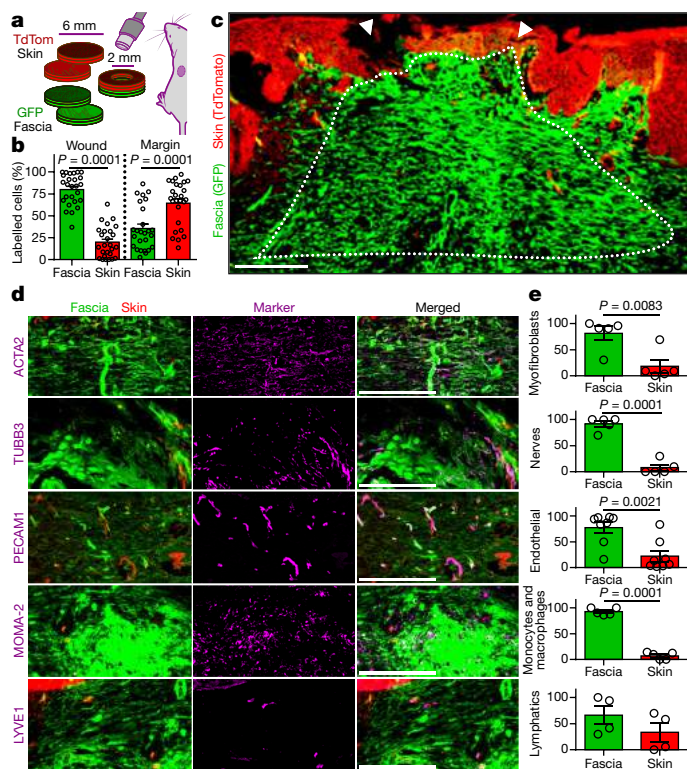 a
6 mm
TdTom
Skin
2 mm
GFP
Fascia
b
Wound
Margin
P = 0.0001
P = 0.0001
Labelled cells (%)
100
75
50
25
0
Fascia
Skin
Fascia
Skin
c
Skin (TdTomato)
Fascia (GFP)
d
Fascia
Skin
Marker
Merged
ACTA2
TUBB3
PECAM1
MOMA-2
LYVE1
e
P = 0.0083
Myofibroblasts
100
50
0
Fascia
Skin
P = 0.0001
Nerves
100
50
0
Fascia
Skin
P = 0.0021
Endothelial
100
50
0
Fascia
Skin
P = 0.0001
Monocytes and
macrophages
100
50
0
Fascia
Skin
Lymphatics
100
50
0
Fascia
Skin